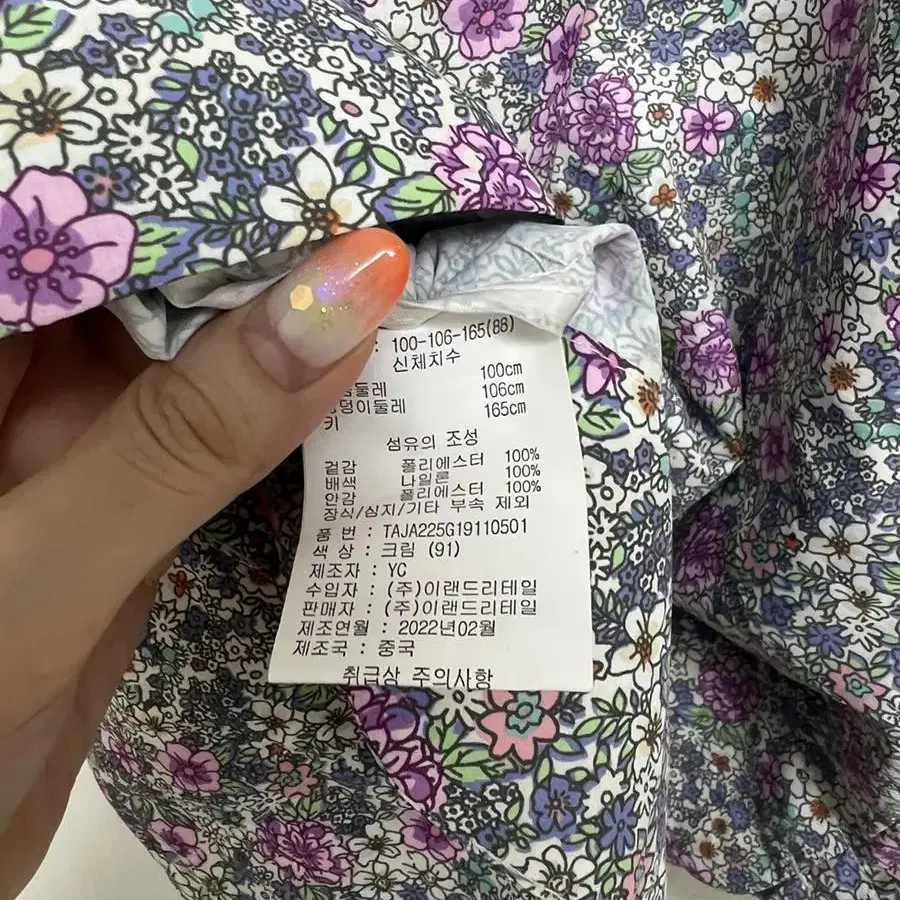 : 100-106-165(88)
신체치수
둘레 100cm
덩이둘레 106cm
키 165cm
섬유의 조성
겉감 폴리에스터 100%
배색 나일론 100%
안감 폴리에스터 100%
장식/심지/기타 부속 제외
품 번 : TAJA225G19110501
색 상 : 크림 (91)
제조자 : YC
수입자 : (주)이랜드리테일
판매자 : (주)이랜드리테일
제조연월 : 2022년02월
제조국 : 중국
취급상 주의사항